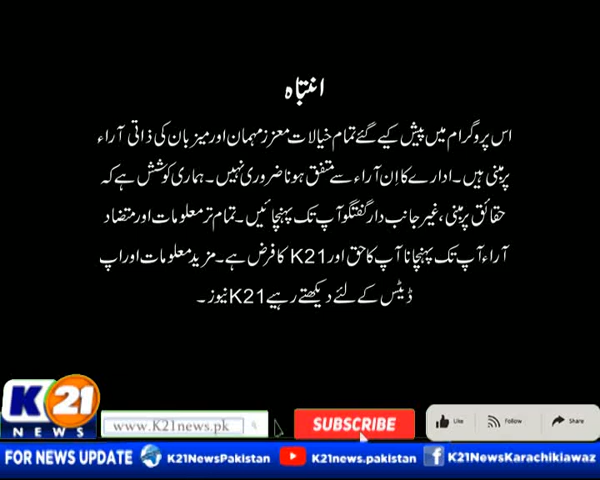 انتباہ
اس پروگرام میں پیش کیے گئے تمام خیالات معزز مہمان اور میزبان کی ذاتی آراء
پر مبنی ہیں۔ ادارے کا اِن آراء سے متفق ہونا ضروری نہیں۔ ہماری کوشش ہے کہ
حقائق پر مبنی، غیر جانب دار گفتگو آپ تک پہنچائیں۔ تمام تر معلومات اور متضاد
آراء آپ تک پہنچانا آپ کا حق اور K21 کا فرض ہے۔ مزید معلومات اور اپ
ڈیٹس کے لئے دیکھتے رہیے K21 نیوز۔
K21
NEWS
www.K21news.pk
SUBSCRIBE
Like
Follow
Share
FOR NEWS UPDATE
K21NewsPakistan
K21news.pakistan
K21NewsKarachikiawaz